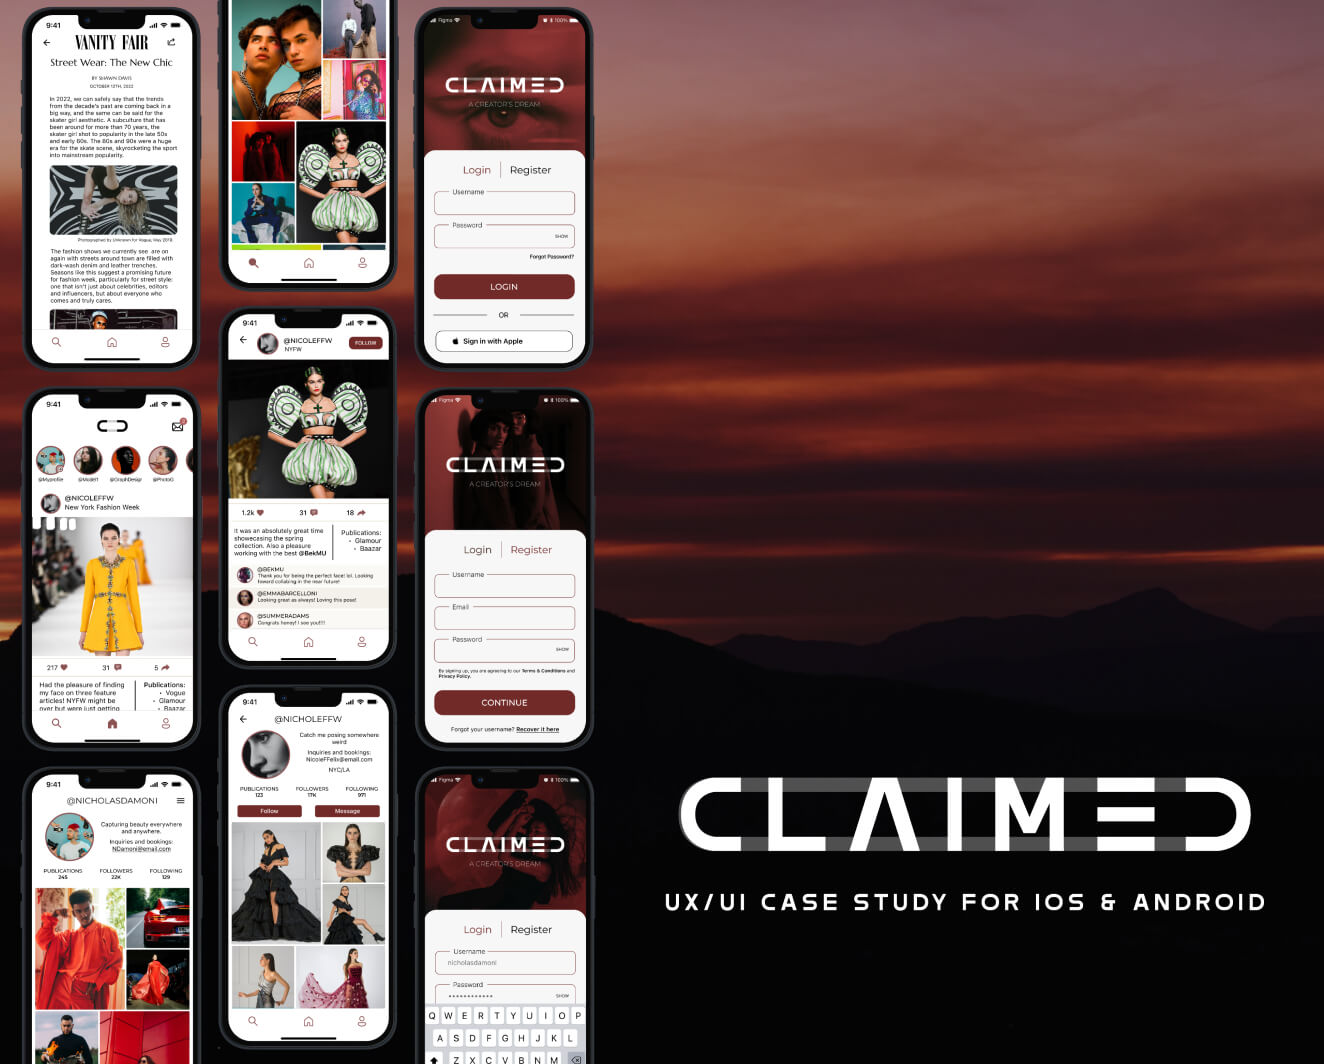 9:41
VANITY FAIR
Street Wear: The New Chic
BY SHAWN DAVIS
OCTOBER 12TH, 2022
In 2022, we can safely say that the trends
from the decade's past are coming back in a
big way, and the same can be said for the
skater girl aesthetic. A subculture that has
been around for more than 70 years, the
skater girl shot to popularity in the late 50s
and early 60s. The 80s and 90s were a huge
era for the skate scene, skyrocketing the sport
into mainstream popularity.
Photographed by Unknown for Vogue, May 2019.
The fashion shows we currently see are on
again with streets around town are filled with
dark-wash denim and leather trenches.
Seasons like this suggest a promising future
for fashion week, particularly for street style:
one that isn't just about celebrities, editors
and influencers, but about everyone who
comes and truly cares.
9:41
@Myprofile
@Model1
@GraphDesign
@PhotoG
@NICOLEFFW
New York Fashion Week
217
31
5
Had the pleasure of finding
my face on three feature
articles! NYFW might be
over but were just getting
Publications:
• Vogue
• Glamour
• Bazaar
9:41
@NICHOLASDAMONI
Capturing beauty everywhere
and anywhere.
Inquiries and bookings:
NDamoni@email.com
PUBLICATIONS
245
FOLLOWERS
22K
FOLLOWING
129
9:41
@NICOLEFFW
NYFW
FOLLOW
1.2k
31
18
It was an absolutely great time
showecasing the spring
collection. Also a pleasure
working with the best @BekMU
Publications:
• Glamour
• Baazar
@BEKMU
Thank you for being the perfect face! lol. Looking
foward collabing in the near future!
@EMMABARCELLONI
Looking great as always! Loving this pose!
@SUMMERADAMS
Congrats honey! I see you!!!!
9:41
@NICHOLEFFW
Catch me posing somewhere
weird
Inquiries and bookings:
NicoleFFelix@email.com
NYC/LA
PUBLICATIONS
123
FOLLOWERS
17K
FOLLOWING
971
Follow
Message
Figma
100%
CLAIMED
A CREATOR'S DREAM
Login
Register
Username
Password
SHOW
Forgot Password?
LOGIN
OR
Sign in with Apple
Figma
100%
CLAIMED
A CREATOR'S DREAM
Login
Register
Username
Email
Password
SHOW
By signing up, you are agreeing to our Terms & Conditions and
Privacy Policy.
CONTINUE
Forgot your username? Recover it here
Figma
100%
CLAIMED
A CREATOR'S DREAM
Login
Register
Username
nicholasdamoni
Password
SHOW
Q W E R T Y U I O P
A S D F G H J K L
Z X C V B N M
CLAIMED
UX/UI CASE STUDY FOR IOS & ANDROID